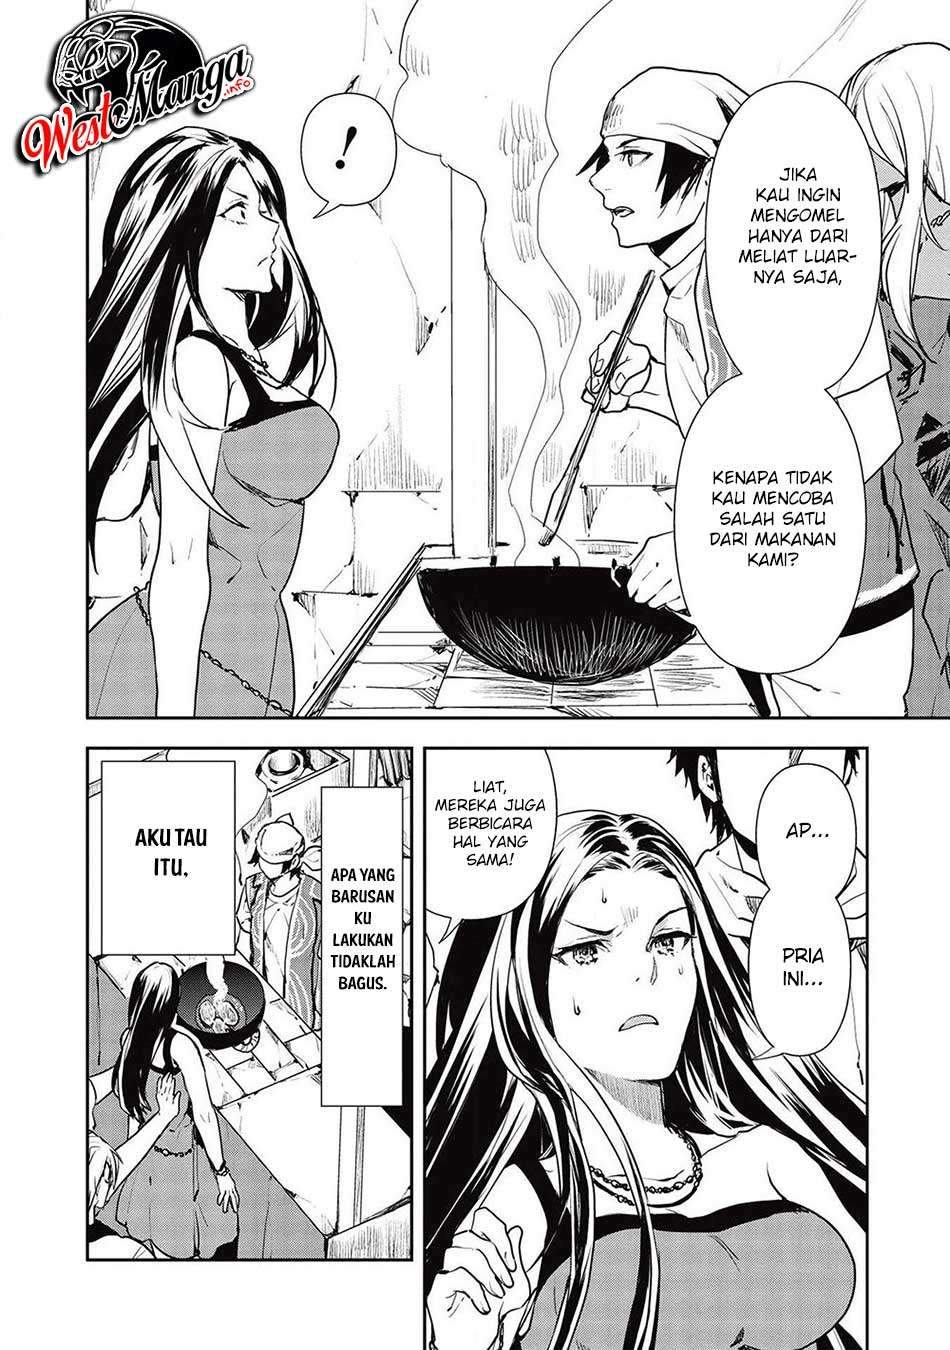 WestManga
.info
!
JIKA
KAU INGIN
MENGOMEL
HANYA DARI
MELIAT LUAR-
NYA SAJA,
KENAPA TIDAK
KAU MENCOBA
SALAH SATU
DARI MAKANAN
KAMI?
AKU TAU
ITU,
APA YANG
BARUSAN
KU
LAKUKAN
TIDAKLAH
BAGUS.
LIAT,
MEREKA JUGA
BERBICARA
HAL YANG
SAMA!
AP...
PRIA
INI...